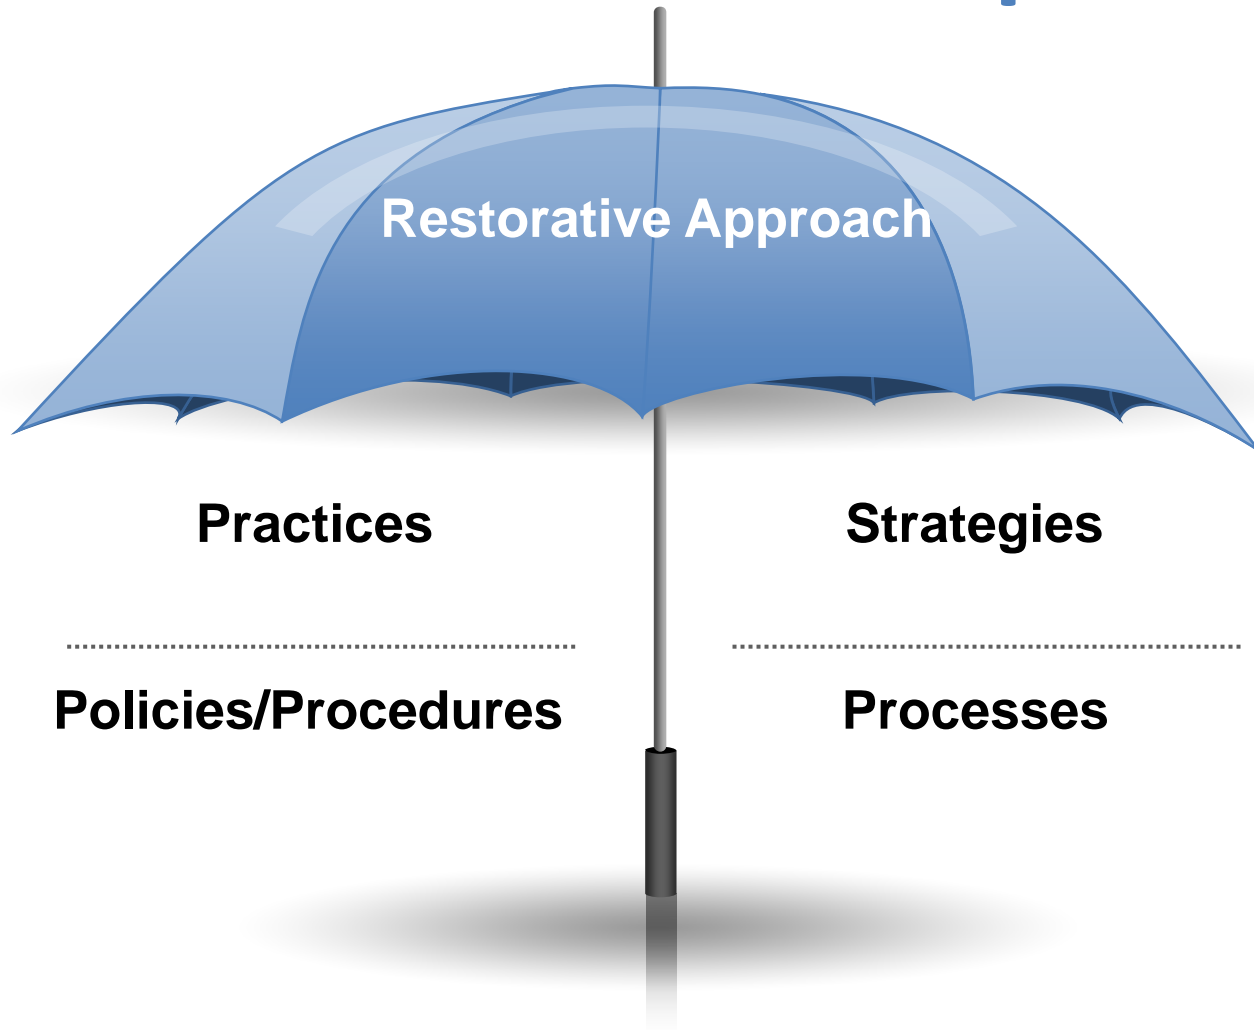 Restorative Approach
Practices
Strategies
Policies/Procedures
Processes